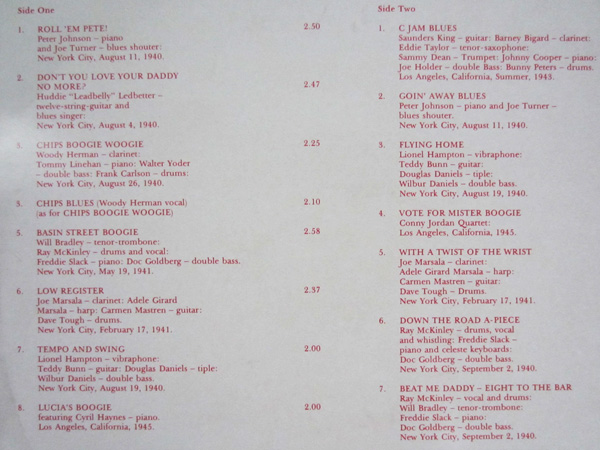 Side One
1. ROLL 'EM PETE! 2.50
Peter Johnson – piano
and Joe Turner – blues shouter:
New York City, August 11, 1940.
2. DON'T YOU LOVE YOUR DADDY
NO MORE? 2.47
Huddie "Leadbelly" Ledbetter –
twelve-string-guitar and
blues singer:
New York City, August 4, 1940.
3. CHIPS BOOGIE WOOGIE 2.25
Woody Herman – clarinet:
Tommy Linehan – piano: Walter Yoder
– double bass: Frank Carlson – drums:
New York City, August 26, 1940.
3. CHIPS BLUES (Woody Herman vocal) 2.10
(as for CHIPS BOOGIE WOOGIE)
5. BASIN STREET BOOGIE 2.58
Will Bradley – tenor-trombone:
Ray McKinley – drums and vocal:
Freddie Slack – piano: Doc Goldberg – double bass.
New York City, May 19, 1941.
6. LOW REGISTER 2.37
Joe Marsala – clarinet: Adele Girard
Marsala – harp: Carmen Mastren – guitar:
Dave Tough – drums.
New York City, February 17, 1941.
7. TEMPO AND SWING 2.00
Lionel Hampton – vibraphone:
Teddy Bunn – guitar: Douglas Daniels – tiple:
Wilbur Daniels – double bass.
New York City, August 19, 1940.
8. LUCIA'S BOOGIE 2.00
featuring Cyril Haynes – piano.
Los Angeles, California, 1945.
Side Two
1. C JAM BLUES
Saunders King – guitar: Barney Bigard – clarinet:
Eddie Taylor – tenor-saxophone:
Sammy Dean – Trumpet: Johnny Cooper – piano:
Joe Holder – double Bass: Bunny Peters – drums.
Los Angeles, California, Summer, 1943.
2. GOIN' AWAY BLUES
Peter Johnson – piano and Joe Turner –
blues shouter.
New York City, August 11, 1940.
3. FLYING HOME
Lionel Hampton – vibraphone:
Teddy Bunn – guitar:
Douglas Daniels – tiple:
Wilbur Daniels – double bass.
New York City, August 19, 1940.
4. VOTE FOR MISTER BOOGIE
Conny Jordan Quartet:
Los Angeles, California, 1945.
5. WITH A TWIST OF THE WRIST
Joe Marsala – clarinet:
Adele Girard Marsala – harp:
Carmen Mastren – guitar:
Dave Tough – Drums.
New York City, February 17, 1941.
6. DOWN THE ROAD A-PIECE
Ray McKinley – drums, vocal
and whistling: Freddie Slack –
piano and celeste keyboards:
Doc Goldberg – double bass.
New York City, September 2, 1940.
7. BEAT ME DADDY – EIGHT TO THE BAR
Ray McKinley – vocal and drums:
Will Bradley – tenor-trombone:
Freddie Slack – piano:
Doc Goldberg – double bass.
New York City, September 2, 1940.